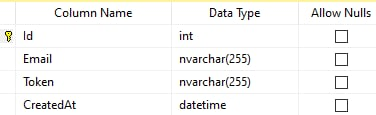 Column Name Data Type Allow Nulls
Id int
Email nvarchar(255)
Token nvarchar(255)
CreatedAt datetime